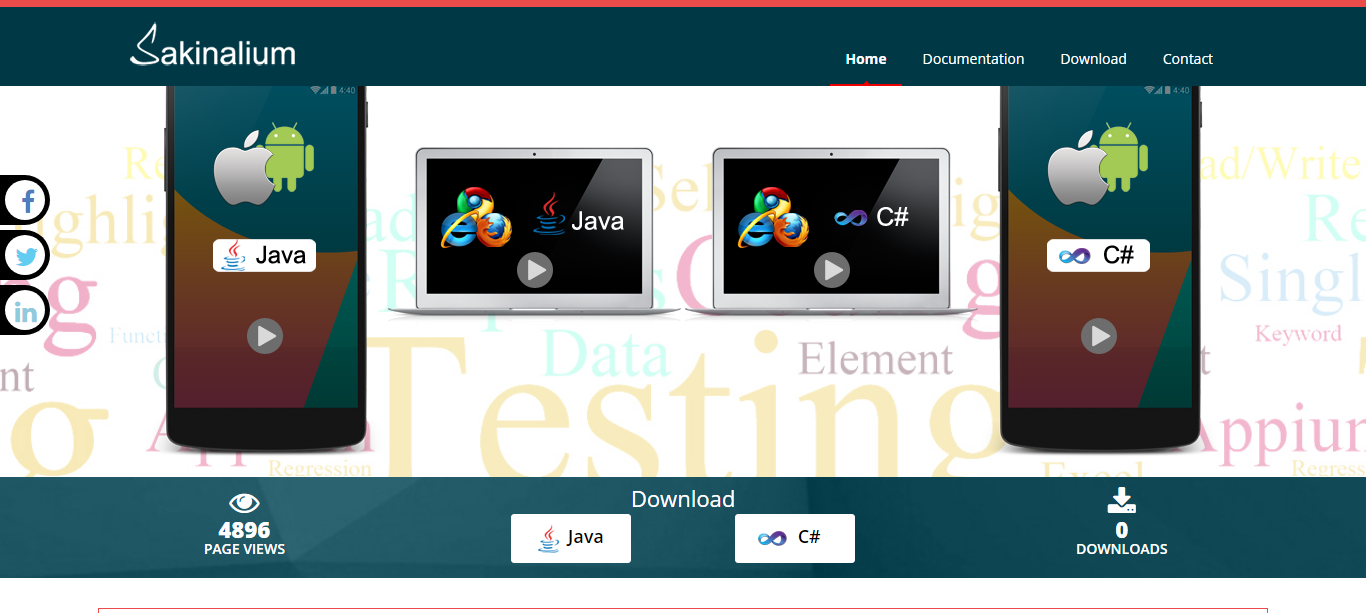 Sakinalium
Home
Documentation
Download
Contact
4:40
4:40
Java
Java
C#
C#
Read/Write
Highlight
Single
Keyword
Data
Element
Testing
Appium
Regression
Excel
Download
4896
PAGE VIEWS
Java
C#
0
DOWNLOADS